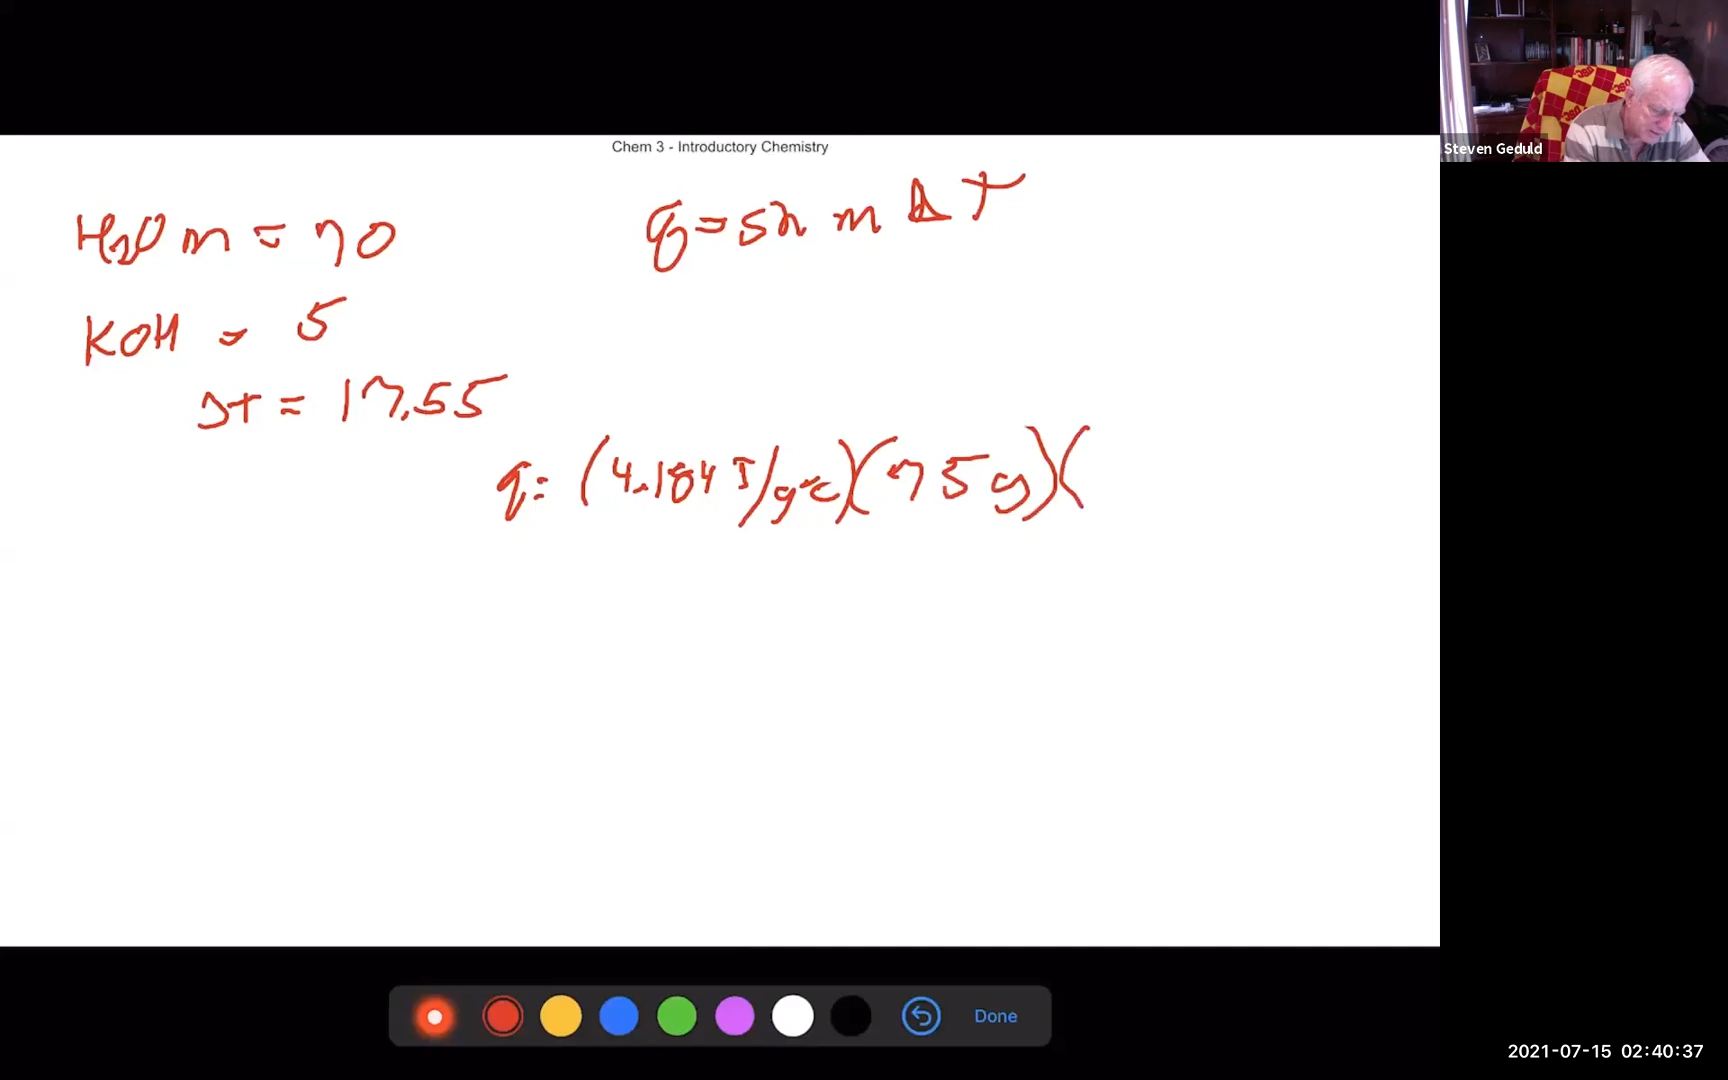 Chem 3 - Introductory Chemistry
H2O m = 70
q = sh m Δ T
KOH = 5
ΔT = 17.55
q = (4.184 J/g°C)(75 g)(
Steven Geduld
Done
2021-07-15 02:40:37